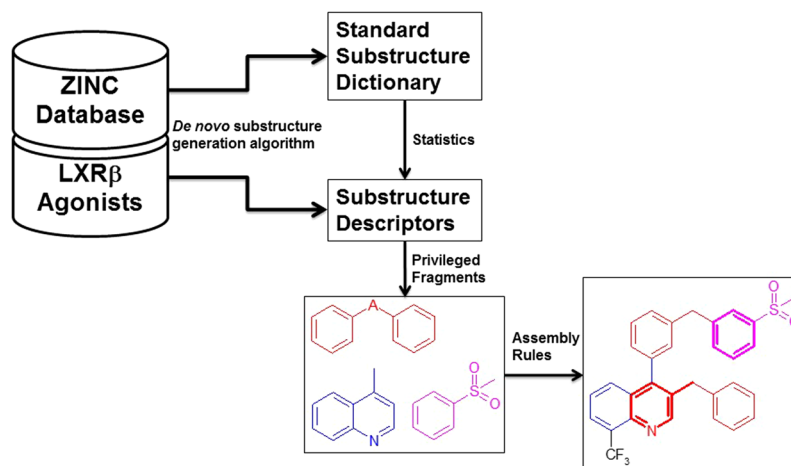 ZINC
Database
LXRβ
Agonists
De novo substructure
generation algorithm
Standard
Substructure
Dictionary
Statistics
Substructure
Descriptors
Privileged
Fragments
A
N
S
O
O
Assembly
Rules
O
S
O
N
CF3